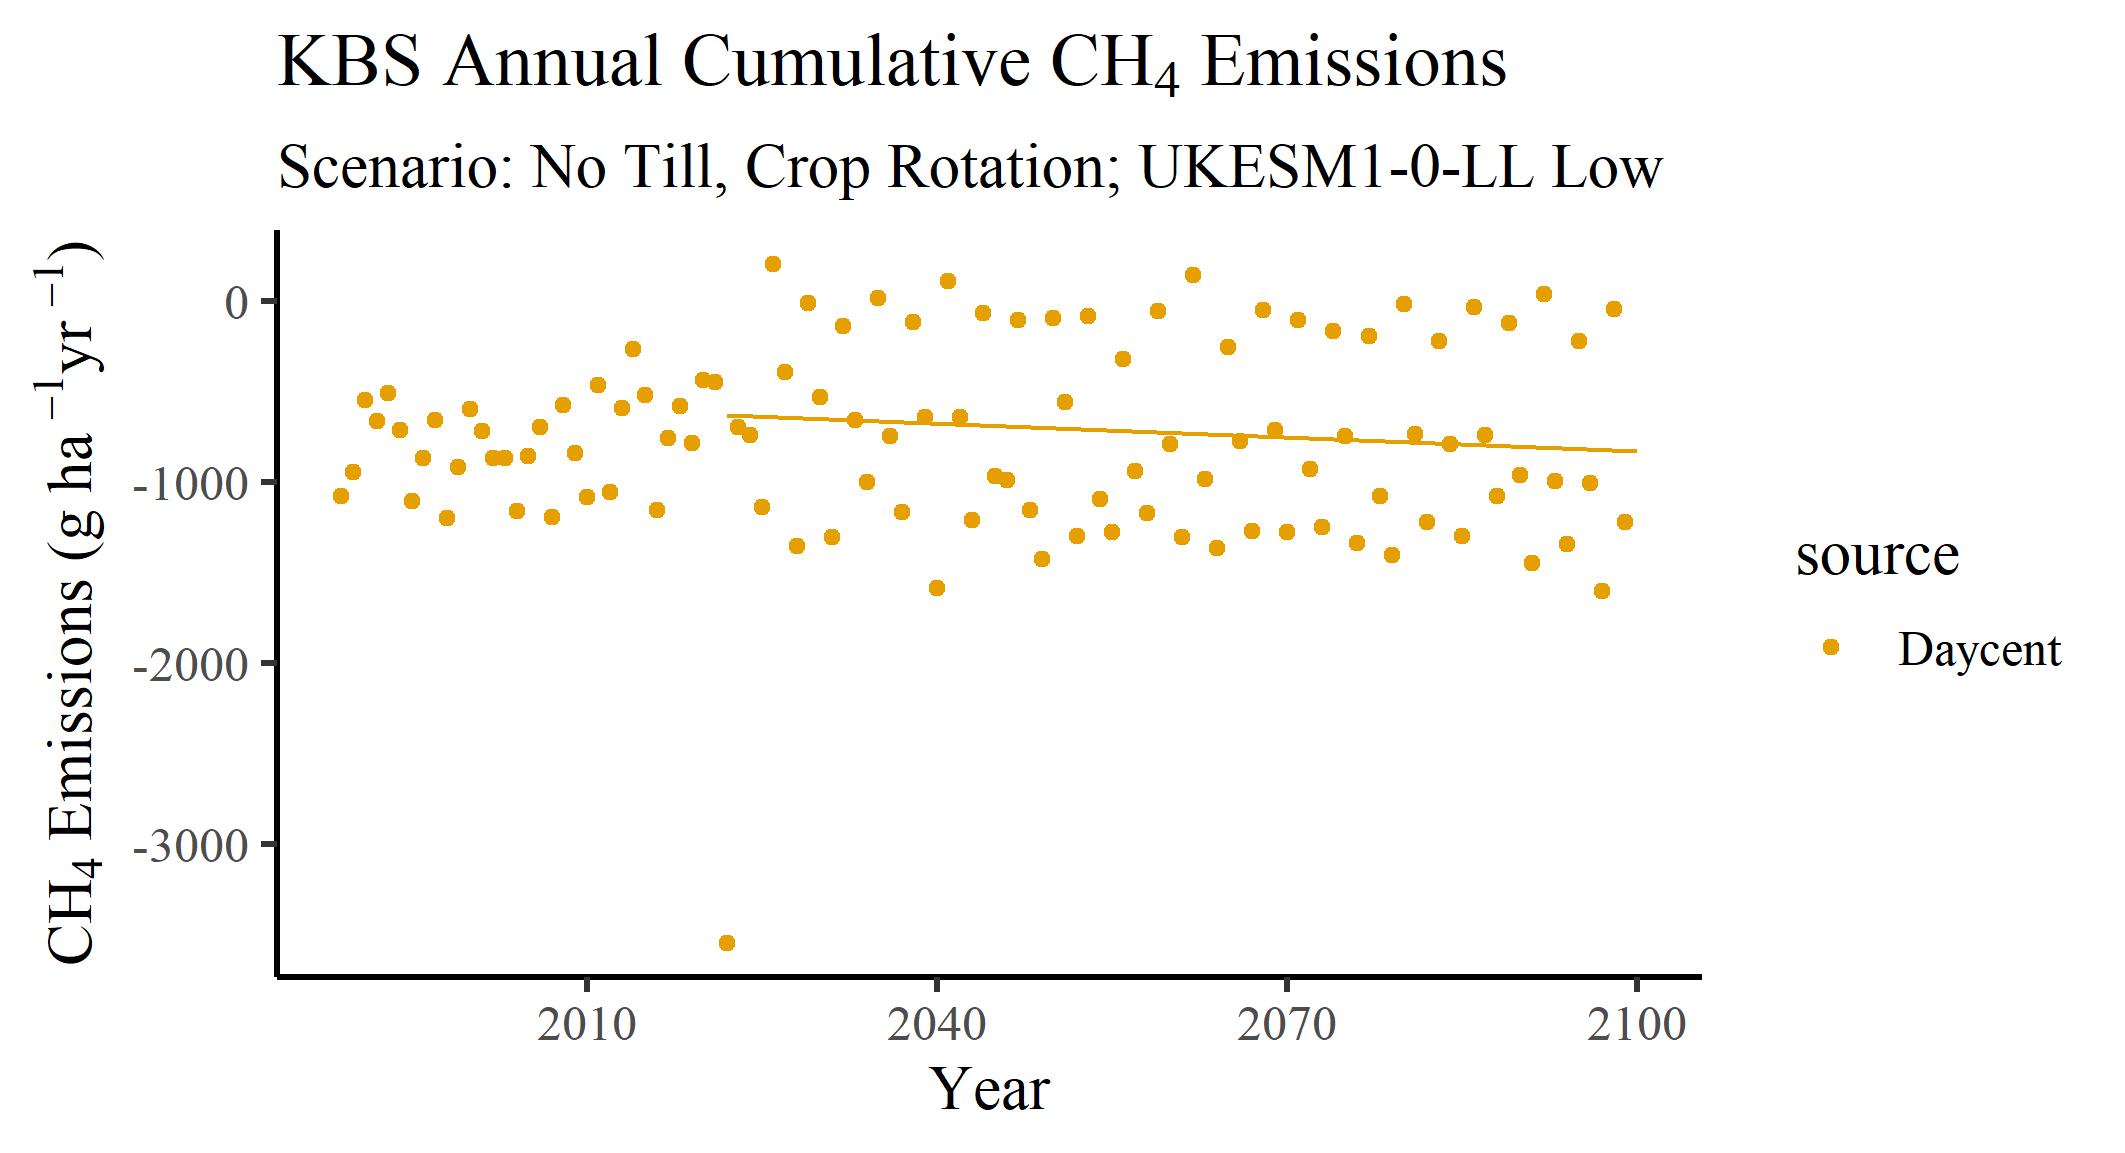 KBS Annual Cumulative CH₄ Emissions
Scenario: No Till, Crop Rotation; UKESM1-0-LL Low
CH₄ Emissions (g ha ⁻¹yr ⁻¹)
0
-1000
-2000
-3000
2010 2040 2070 2100
Year
source
Daycent